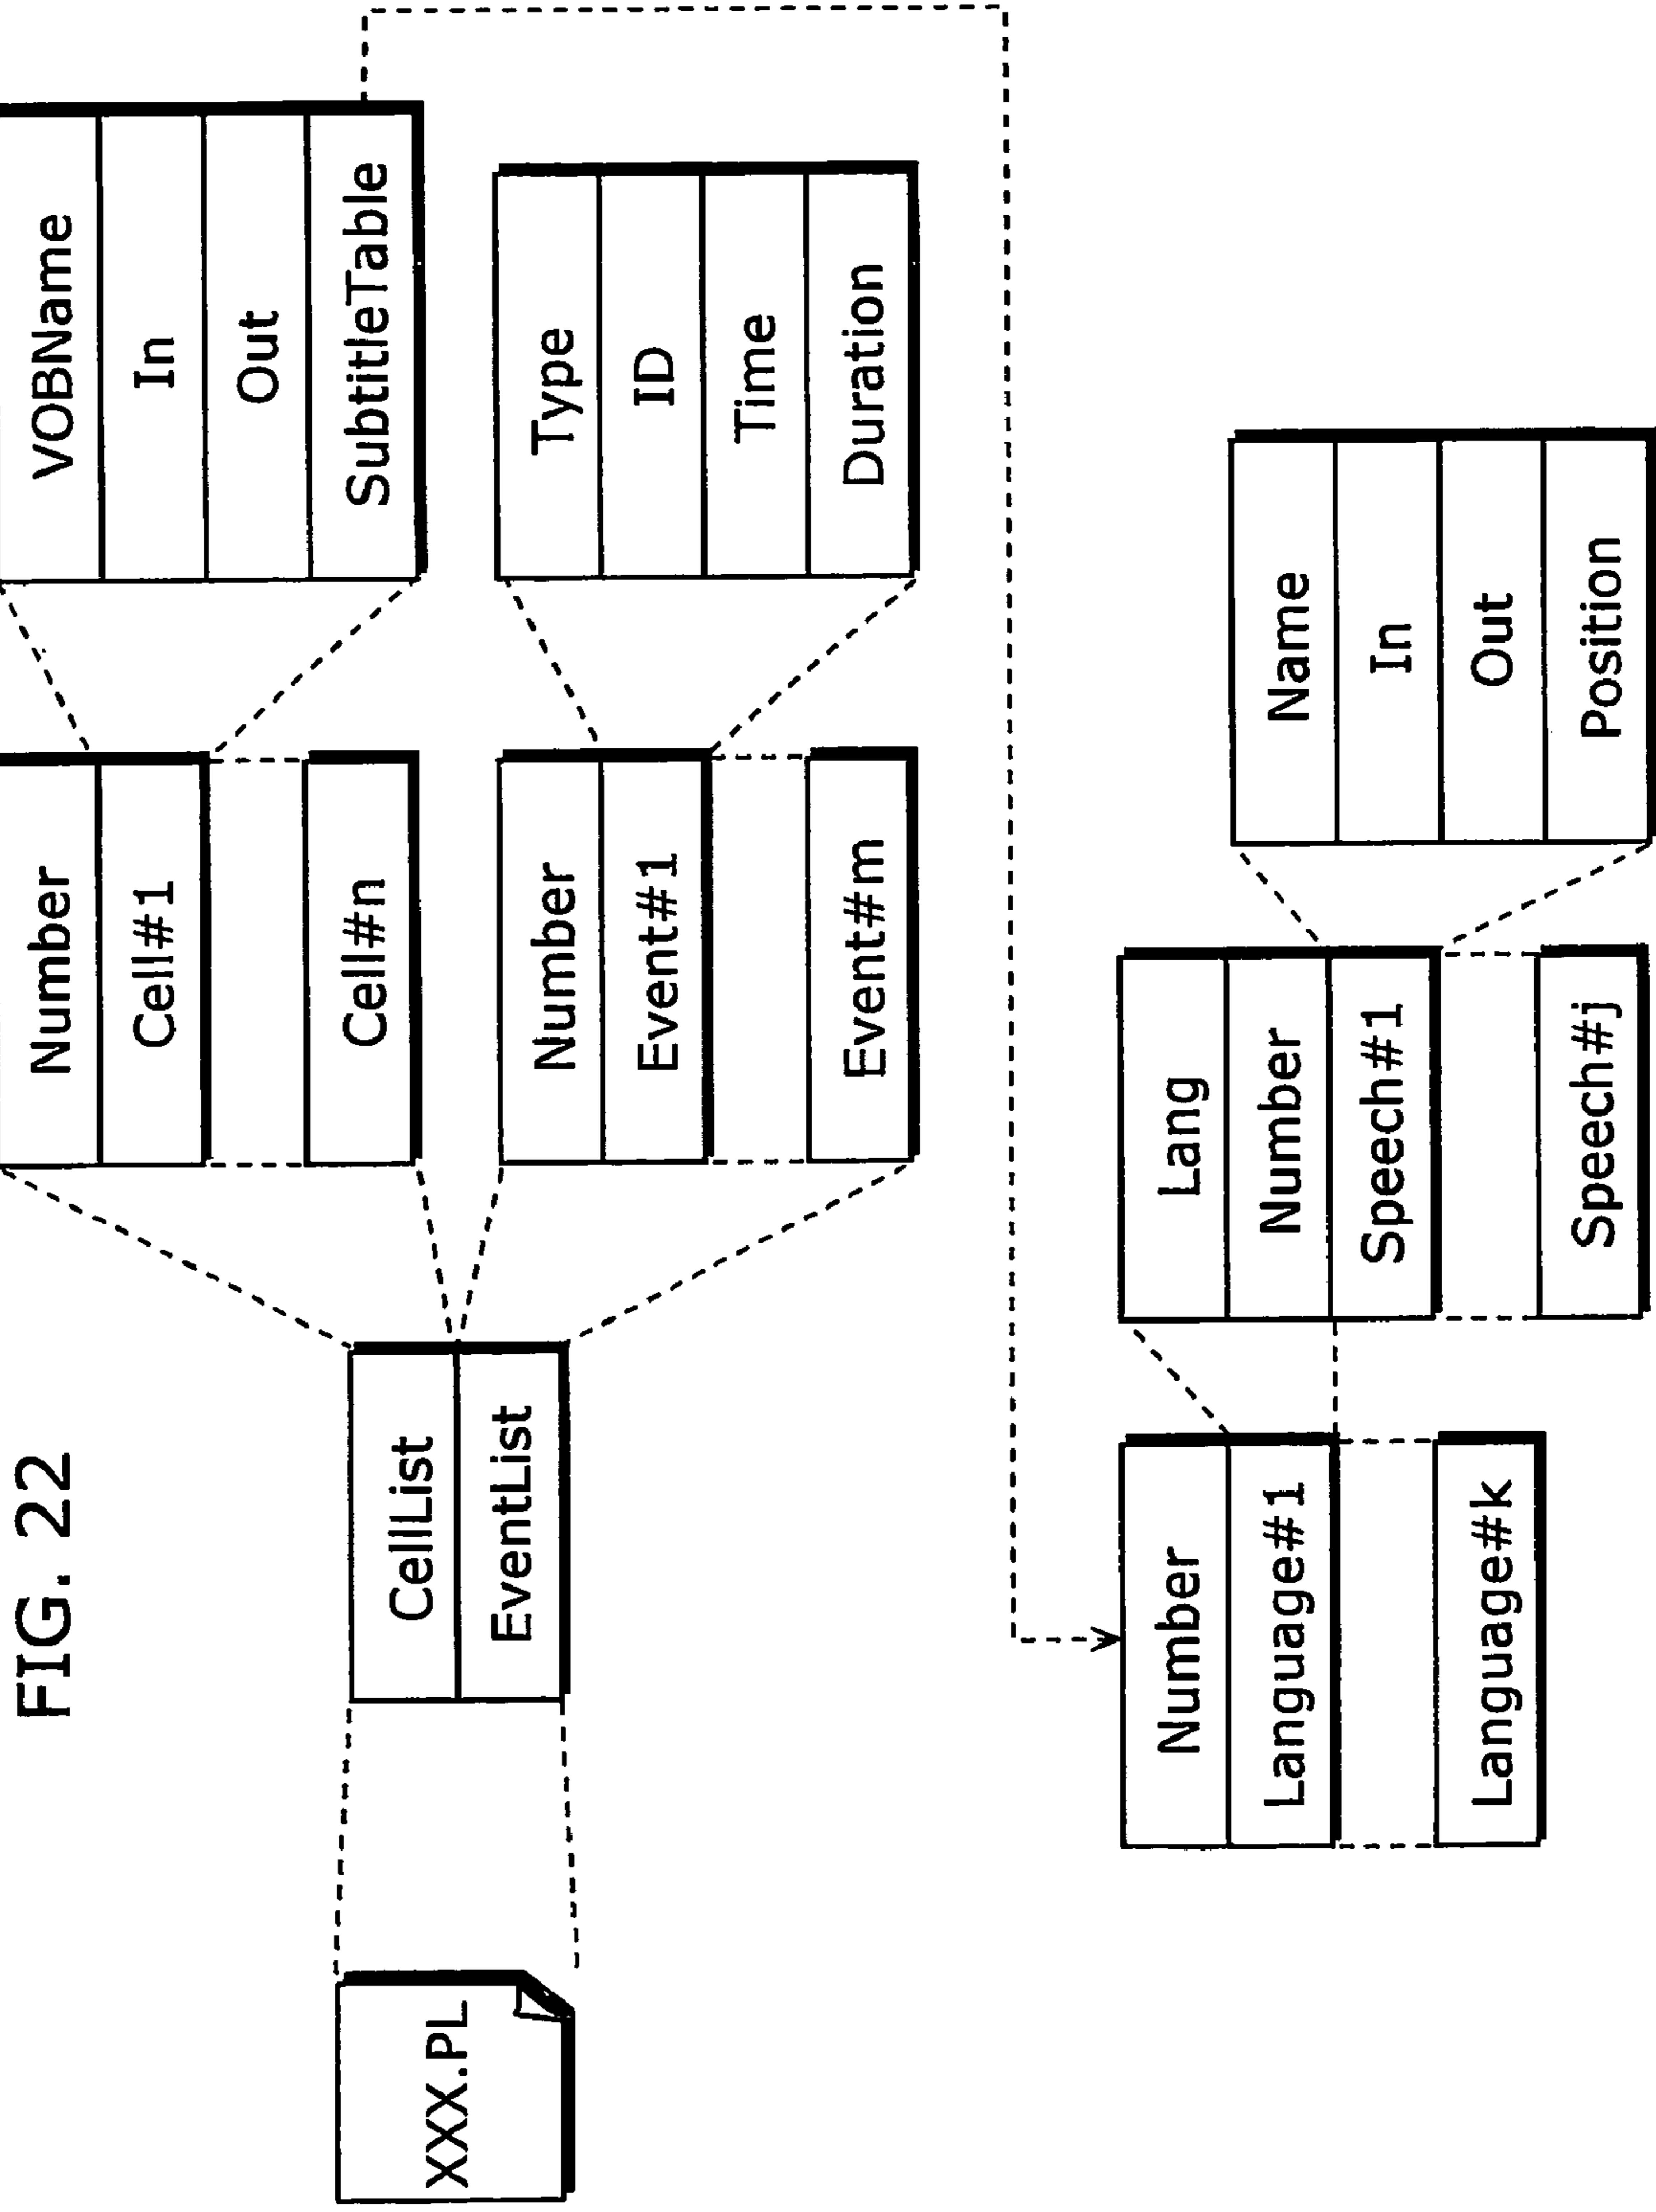 FIG. 22
XXX.PL
CellList
EventList
Number
Cell#1
Cell#n
VOBName
In
Out
SubtitleTable
Number
Event#1
Event#m
Type
ID
Time
Duration
Number
Language#1
Language#k
Lang
Number
Speech#1
Speech#j
Name
In
Out
Position